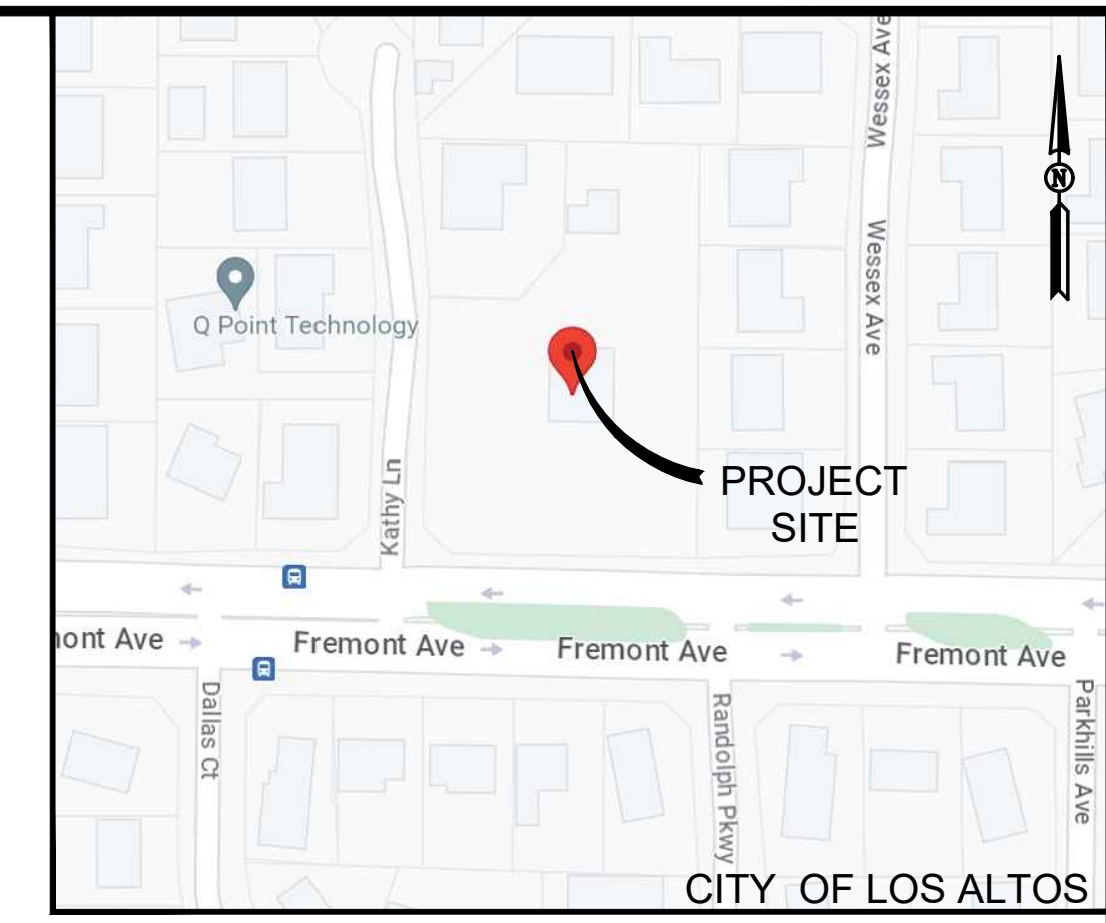 Wessex Ave
N
Wessex Ave
Q Point Technology
Kathy Ln
PROJECT
SITE
mont Ave
Fremont Ave
Fremont Ave
Fremont Ave
Dallas Ct
Randolph Pkwy
Parkhills Ave
CITY OF LOS ALTOS